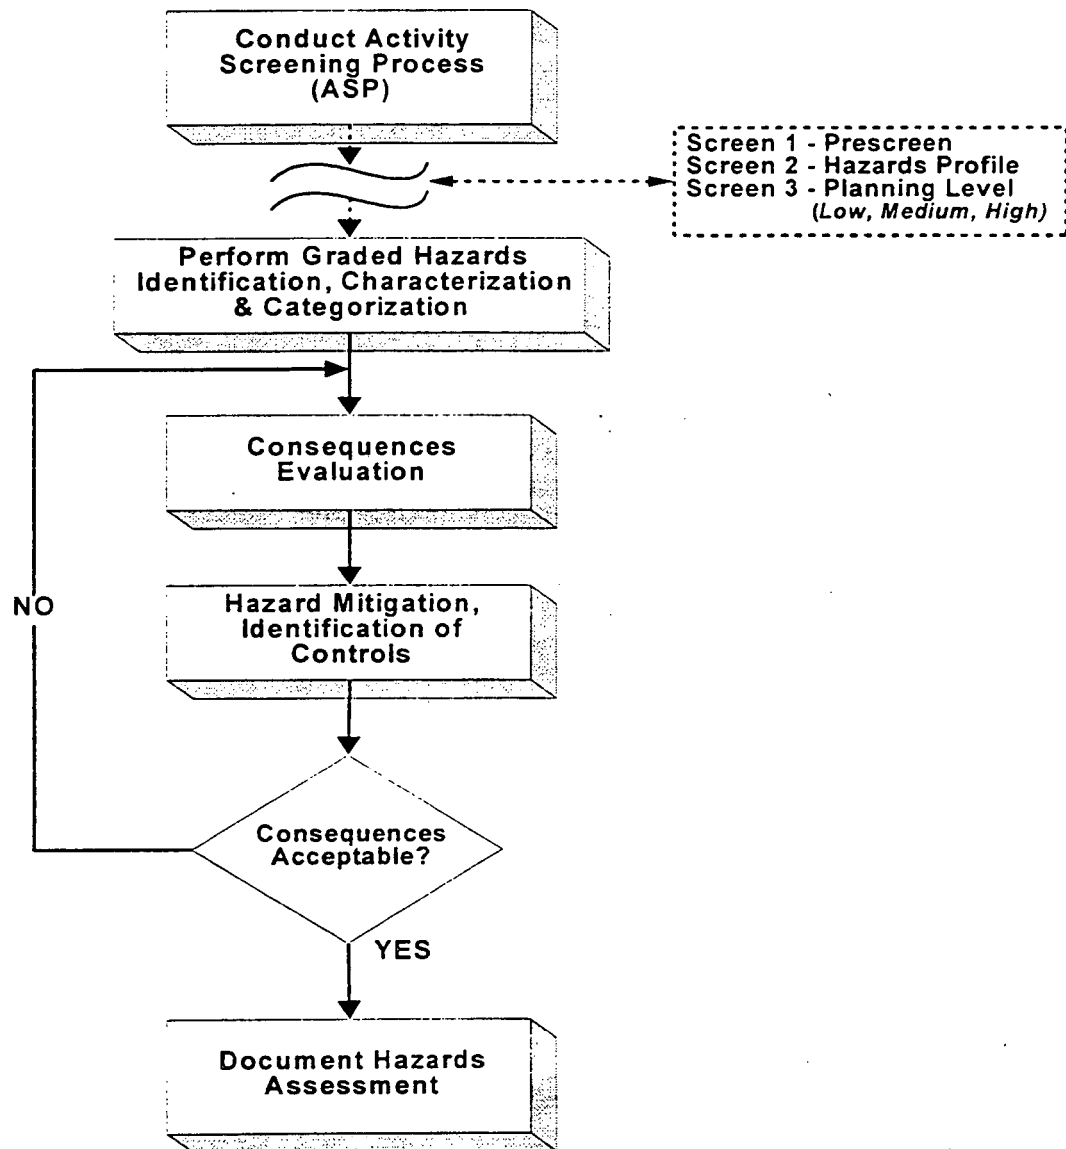 Conduct Activity
Screening Process
(ASP)
Screen 1 - Prescreen
Screen 2 - Hazards Profile
Screen 3 - Planning Level
(Low, Medium, High)
Perform Graded Hazards
Identification, Characterization
& Categorization
Consequences
Evaluation
NO
Hazard Mitigation,
Identification of
Controls
Consequences
Acceptable?
YES
Document Hazards
Assessment